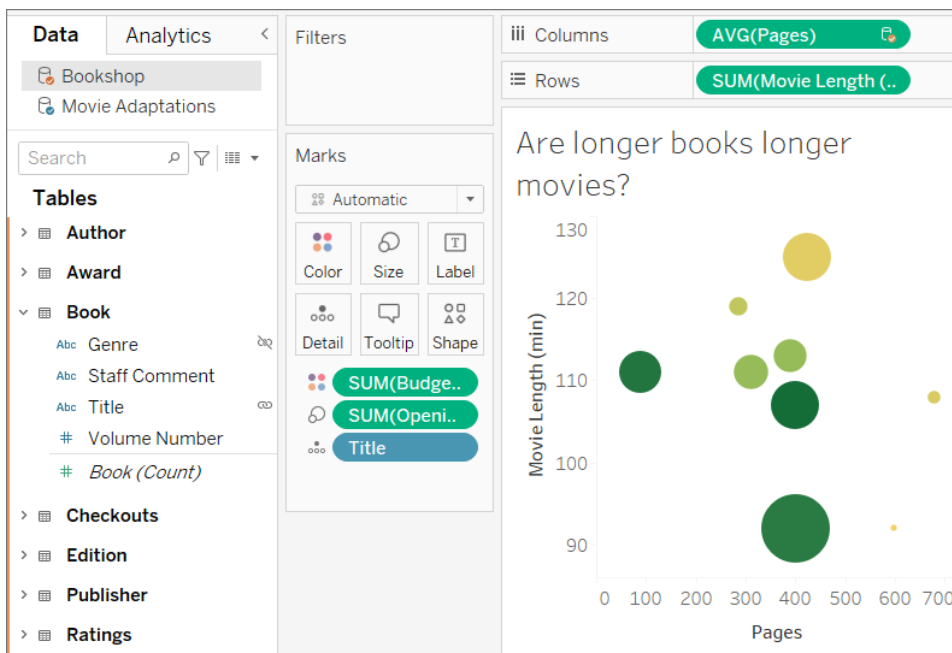 Data
Analytics
Bookshop
Movie Adaptations
Search
Tables
Author
Award
Book
Abc Genre
Abc Staff Comment
Abc Title
# Volume Number
# Book (Count)
Checkouts
Edition
Publisher
Ratings
Filters
Marks
Automatic
Color Size Label
Detail Tooltip Shape
SUM(Budge..
SUM(Openi..
Title
Columns AVG(Pages)
Rows SUM(Movie Length (..
Are longer books longer
movies?
Movie Length (min)
130
120
110
100
90
0 100 200 300 400 500 600 700
Pages